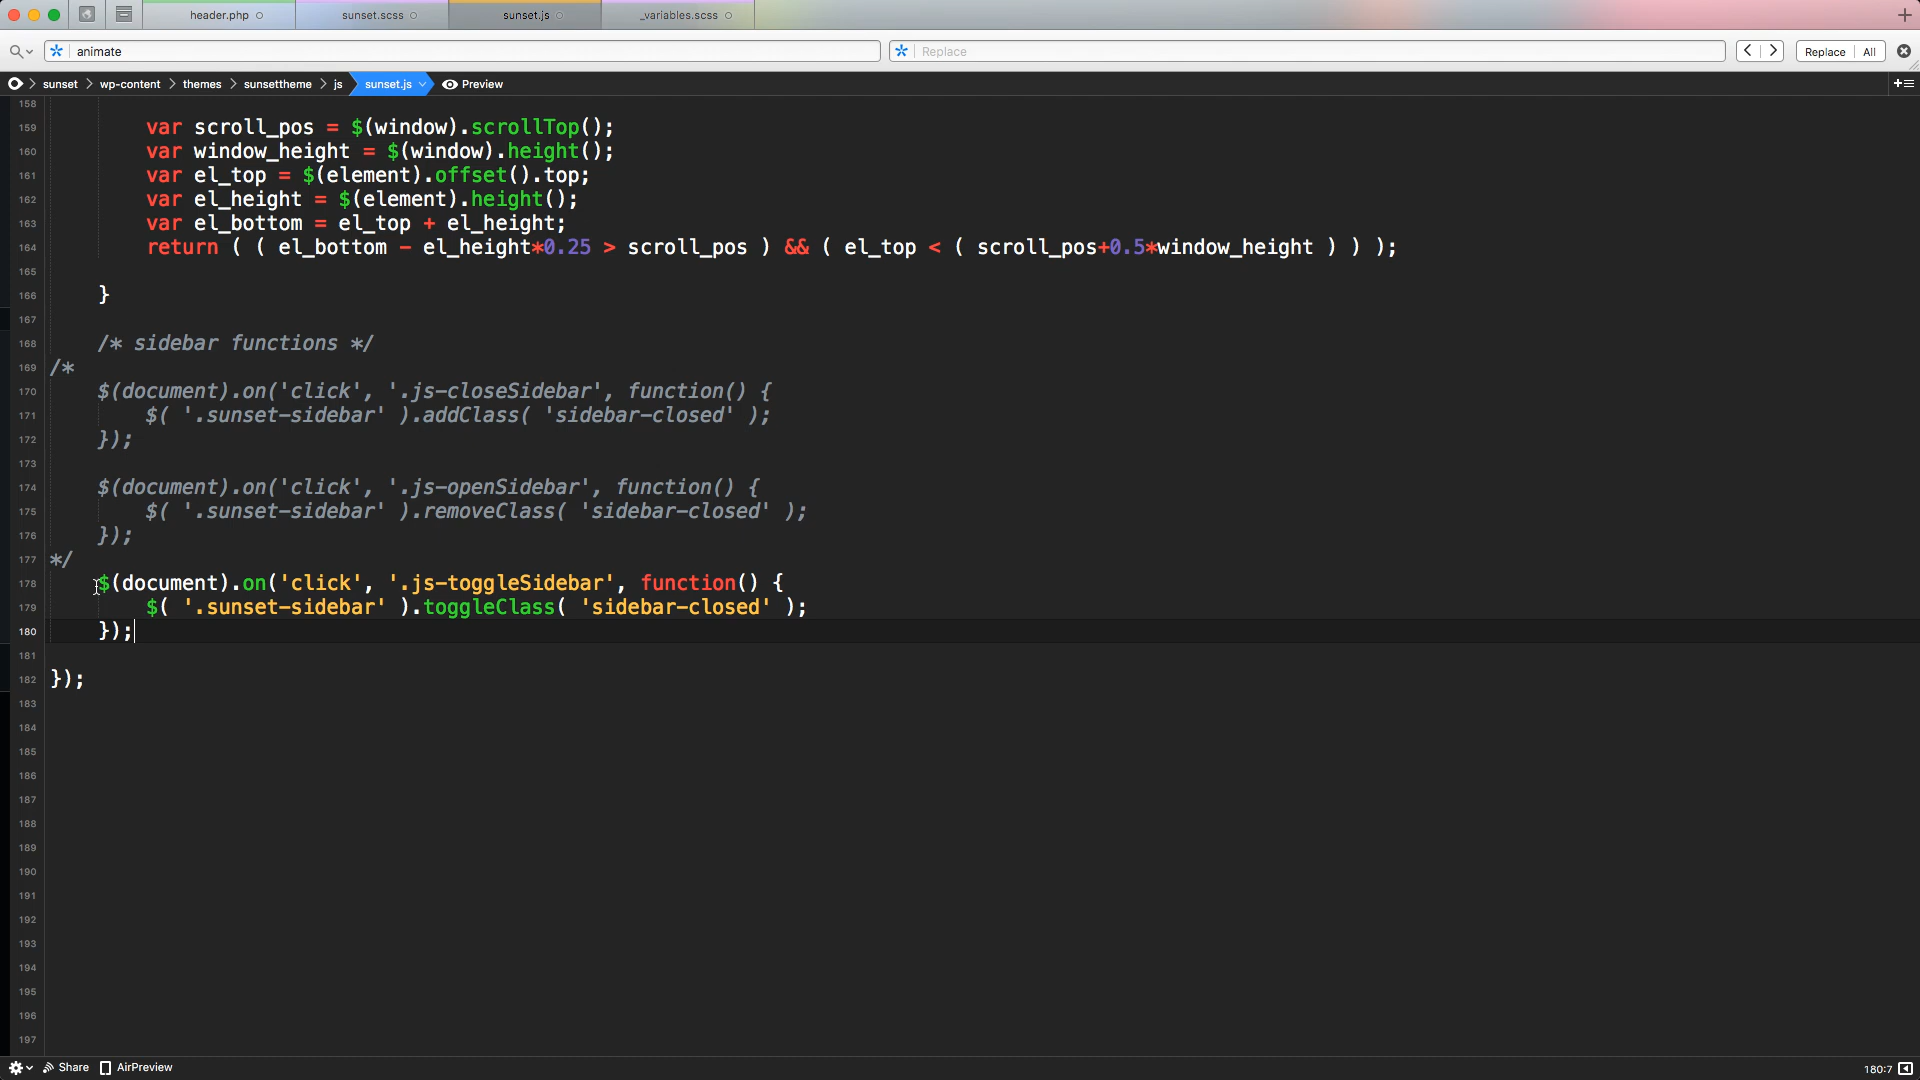 header.php
sunset.scss
sunset.js
_variables.scss
animate
Replace
Replace
All
sunset
wp-content
themes
sunsettheme
js
sunset.js
Preview
158
159 var scroll_pos = $(window).scrollTop();
160 var window_height = $(window).height();
161 var el_top = $(element).offset().top;
162 var el_height = $(element).height();
163 var el_bottom = el_top + el_height;
164 return ( ( el_bottom - el_height*0.25 > scroll_pos ) && ( el_top < ( scroll_pos+0.5*window_height ) ) );
165
166 }
167
168 /* sidebar functions */
169 /*
170 $(document).on('click', '.js-closeSidebar', function() {
171 $( '.sunset-sidebar' ).addClass( 'sidebar-closed' );
172 });
173
174 $(document).on('click', '.js-openSidebar', function() {
175 $( '.sunset-sidebar' ).removeClass( 'sidebar-closed' );
176 });
177 */
178 $(document).on('click', '.js-toggleSidebar', function() {
179 $( '.sunset-sidebar' ).toggleClass( 'sidebar-closed' );
180 });
181
182 });
183
184
185
186
187
188
189
190
191
192
193
194
195
196
197
Share
AirPreview
180:7